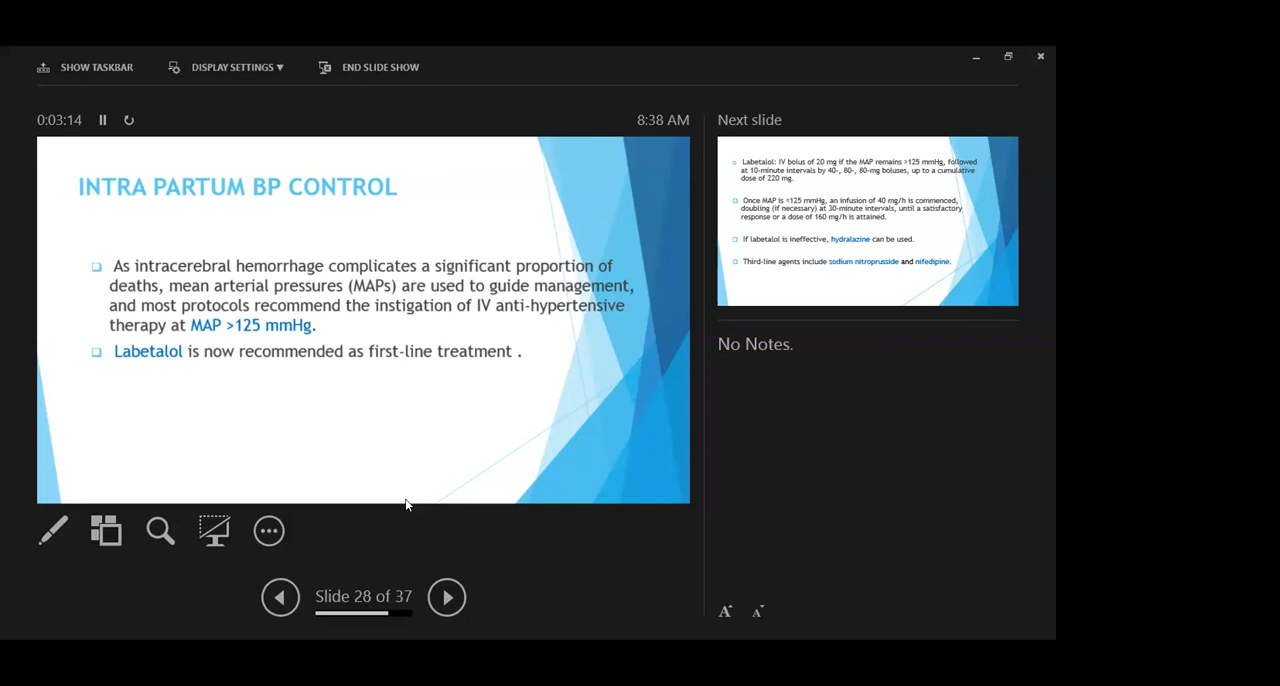 SHOW TASKBAR DISPLAY SETTINGS ▼ END SLIDE SHOW
0:03:14 8:38 AM
INTRA PARTUM BP CONTROL
As intracerebral hemorrhage complicates a significant proportion of
deaths, mean arterial pressures (MAPs) are used to guide management,
and most protocols recommend the instigation of IV anti-hypertensive
therapy at MAP >125 mmHg.
Labetalol is now recommended as first-line treatment .
Slide 28 of 37
Next slide
Labetalol: IV bolus of 20 mg if the MAP remains >125 mmHg, followed
at 10-minute intervals by 40-, 80-, 80-mg boluses, up to a cumulative
dose of 220 mg.
Once MAP is <125 mmHg, an infusion of 40 mg/h is commenced,
doubling (if necessary) at 30-minute intervals, until a satisfactory
response or a dose of 160 mg/h is attained.
If labetalol is ineffective, hydralazine can be used.
Third-line agents include sodium nitroprusside and nifedipine.
No Notes.
A A